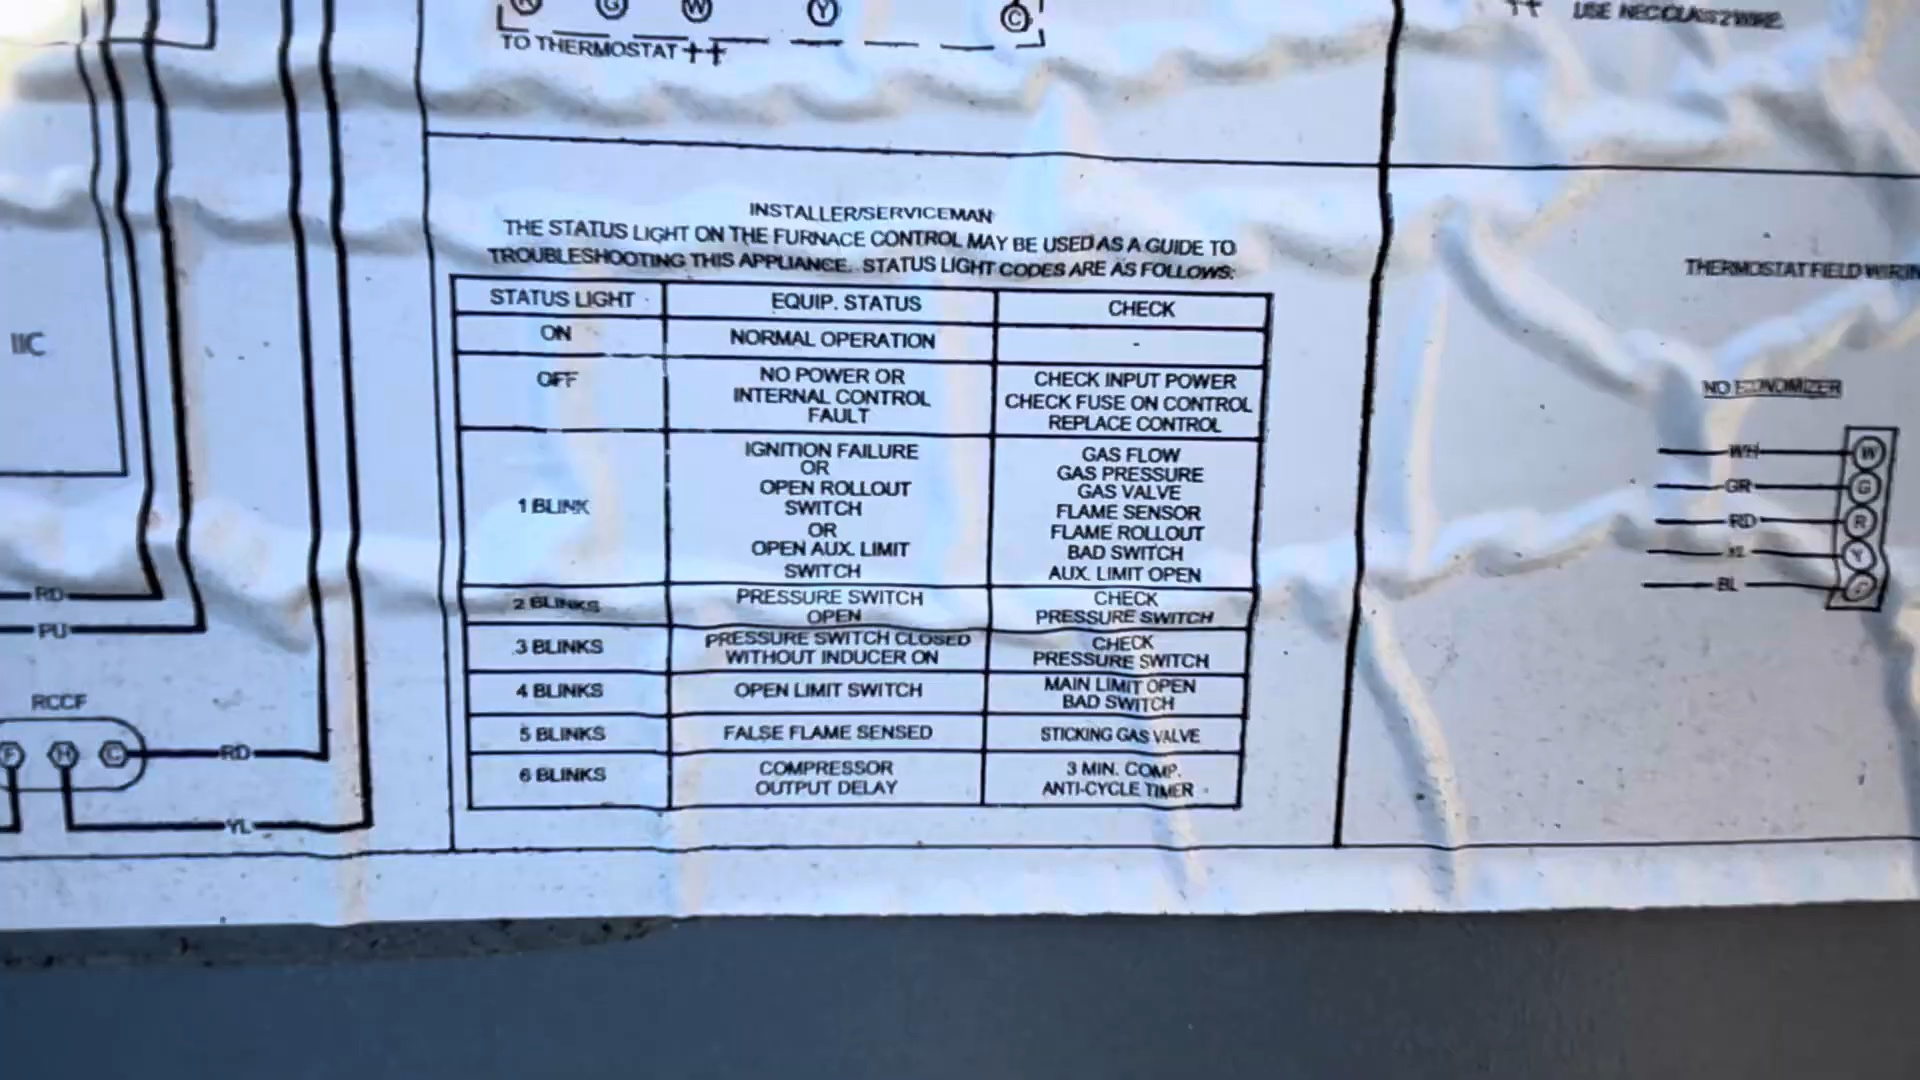 R G W Y C
TO THERMOSTAT ††
†† USE NEC CLASS 2 WIRE
INSTALLER/SERVICEMAN
THE STATUS LIGHT ON THE FURNACE CONTROL MAY BE USED AS A GUIDE TO
TROUBLESHOOTING THIS APPLIANCE. STATUS LIGHT CODES ARE AS FOLLOWS:
STATUS LIGHT EQUIP. STATUS CHECK
ON NORMAL OPERATION -
OFF
NO POWER OR
INTERNAL CONTROL
FAULT
CHECK INPUT POWER
CHECK FUSE ON CONTROL
REPLACE CONTROL
1 BLINK
IGNITION FAILURE
OR
OPEN ROLLOUT
SWITCH
OR
OPEN AUX. LIMIT
SWITCH
GAS FLOW
GAS PRESSURE
GAS VALVE
FLAME SENSOR
FLAME ROLLOUT
BAD SWITCH
AUX. LIMIT OPEN
2 BLINKS
PRESSURE SWITCH
OPEN
CHECK
PRESSURE SWITCH
3 BLINKS
PRESSURE SWITCH CLOSED
WITHOUT INDUCER ON
CHECK
PRESSURE SWITCH
4 BLINKS
OPEN LIMIT SWITCH
MAIN LIMIT OPEN
BAD SWITCH
5 BLINKS
FALSE FLAME SENSED
STICKING GAS VALVE
6 BLINKS
COMPRESSOR
OUTPUT DELAY
3 MIN. COMP.
ANTI-CYCLE TIMER
IIC
RD
PU
RCCF
F H C RD
YL
THERMOSTAT FIELD WIRIN
NO ECONOMIZER
WH W
GR G
RD R
YL Y
BL C